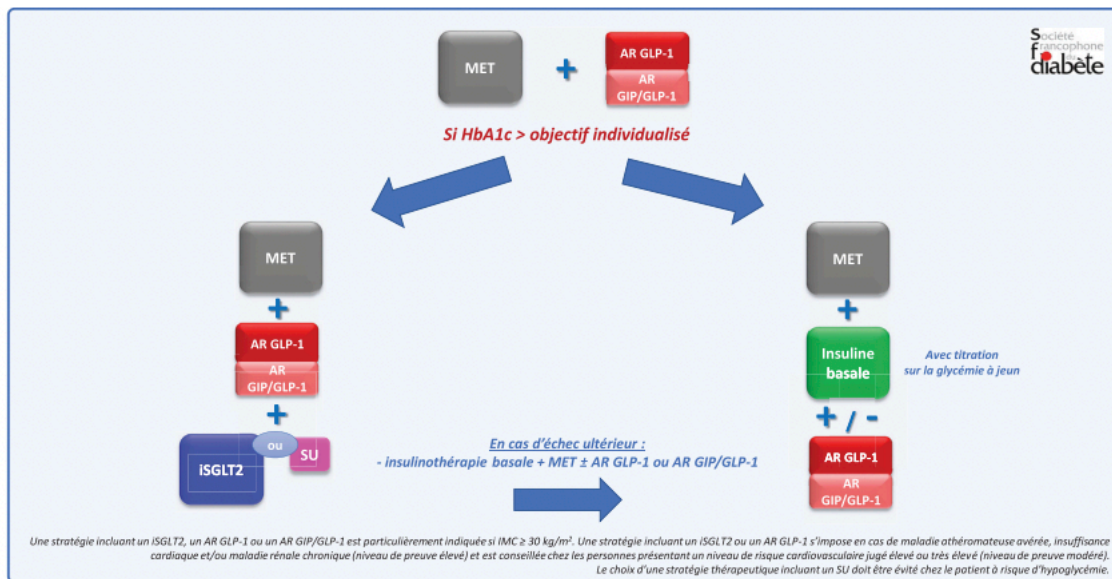 Société
francophone
du
diabète
MET
+
AR GLP-1
AR
GIP/GLP-1
Si HbA1c > objectif individualisé
MET
+
AR GLP-1
AR
GIP/GLP-1
+
iSGLT2
ou
SU
En cas d'échec ultérieur :
- insulinothérapie basale + MET ± AR GLP-1 ou AR GIP/GLP-1
MET
+
Insuline
basale
Avec titration
sur la glycémie à jeun
+ / -
AR GLP-1
AR
GIP/GLP-1
Une stratégie incluant un iSGLT2, un AR GLP-1 ou un AR GIP/GLP-1 est particulièrement indiquée si IMC ≥ 30 kg/m². Une stratégie incluant un iSGLT2 ou un AR GLP-1 s'impose en cas de maladie athéromateuse avérée, insuffisance
cardiaque et/ou maladie rénale chronique (niveau de preuve élevé) et est conseillée chez les personnes présentant un niveau de risque cardiovasculaire jugé élevé ou très élevé (niveau de preuve modéré).
Le choix d'une stratégie thérapeutique incluant un SU doit être évité chez le patient à risque d'hypoglycémie.